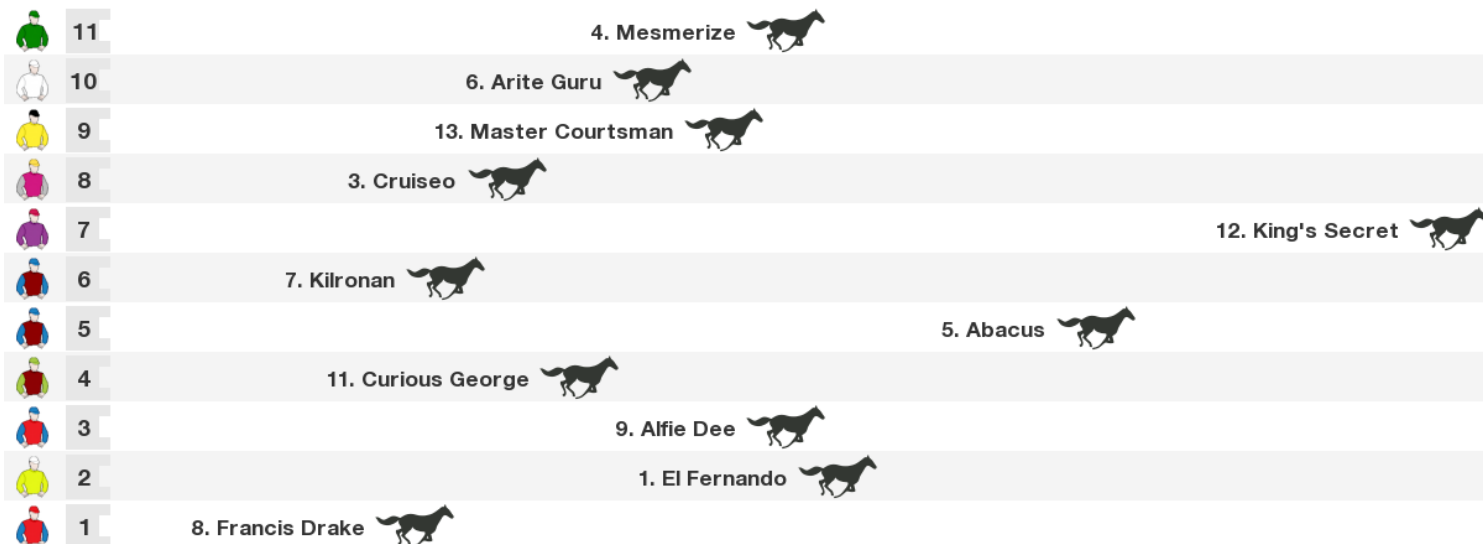 11 4. Mesmerize
10 6. Arite Guru
9 13. Master Courtsman
8 3. Cruiseo
7 12. King's Secret
6 7. Kilronan
5 5. Abacus
4 11. Curious George
3 9. Alfie Dee
2 1. El Fernando
1 8. Francis Drake